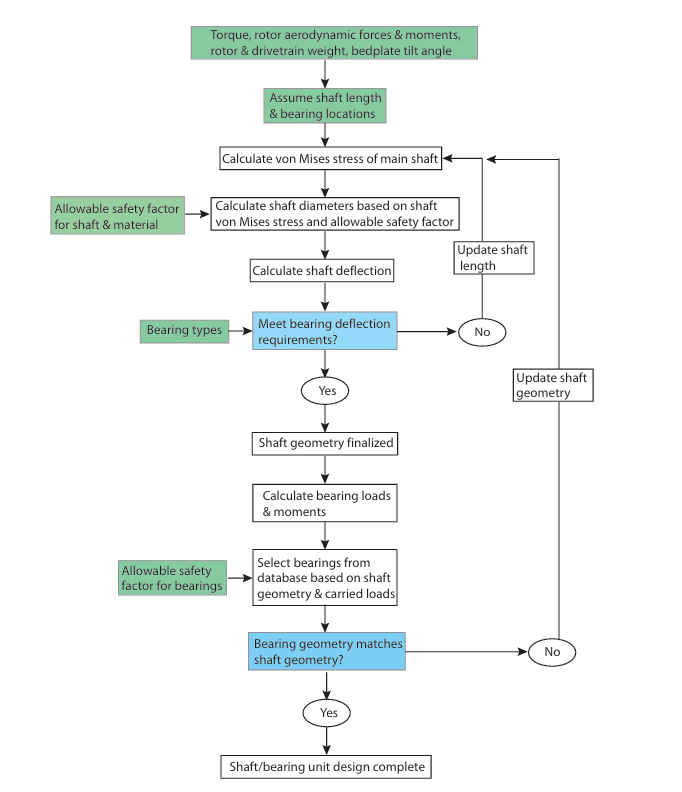 Torque, rotor aerodynamic forces & moments,
rotor & drivetrain weight, bedplate tilt angle
Assume shaft length
& bearing locations
Calculate von Mises stress of main shaft
Allowable safety factor
for shaft & material
Calculate shaft diameters based on shaft
von Mises stress and allowable safety factor
Update shaft
length
Calculate shaft deflection
Bearing types
Meet bearing deflection
requirements?
No
Update shaft
geometry
Yes
Shaft geometry finalized
Calculate bearing loads
& moments
Allowable safety
factor for bearings
Select bearings from
database based on shaft
geometry & carried loads
Bearing geometry matches
shaft geometry?
No
Yes
Shaft/bearing unit design complete